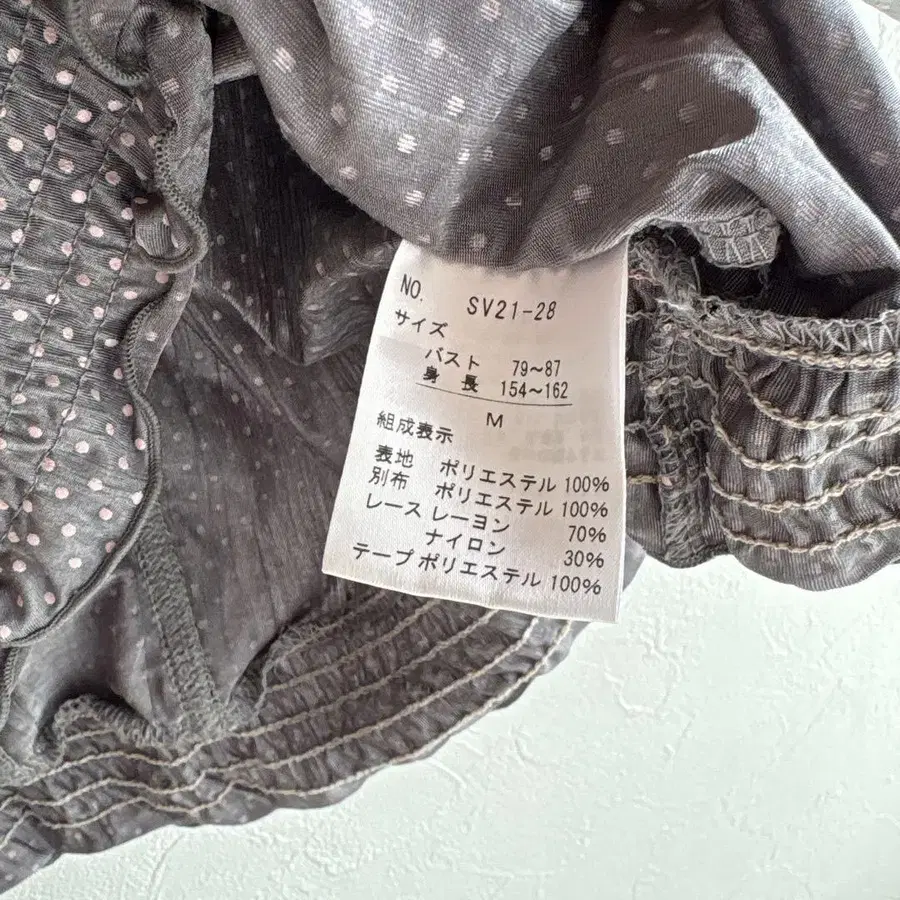 NO. SV21-28
サイズ
バスト 79~87
身長 154~162
M
組成表示
表地 ポリエステル 100%
別布 ポリエステル 100%
レース レーヨン 70%
ナイロン 30%
テープ ポリエステル 100%